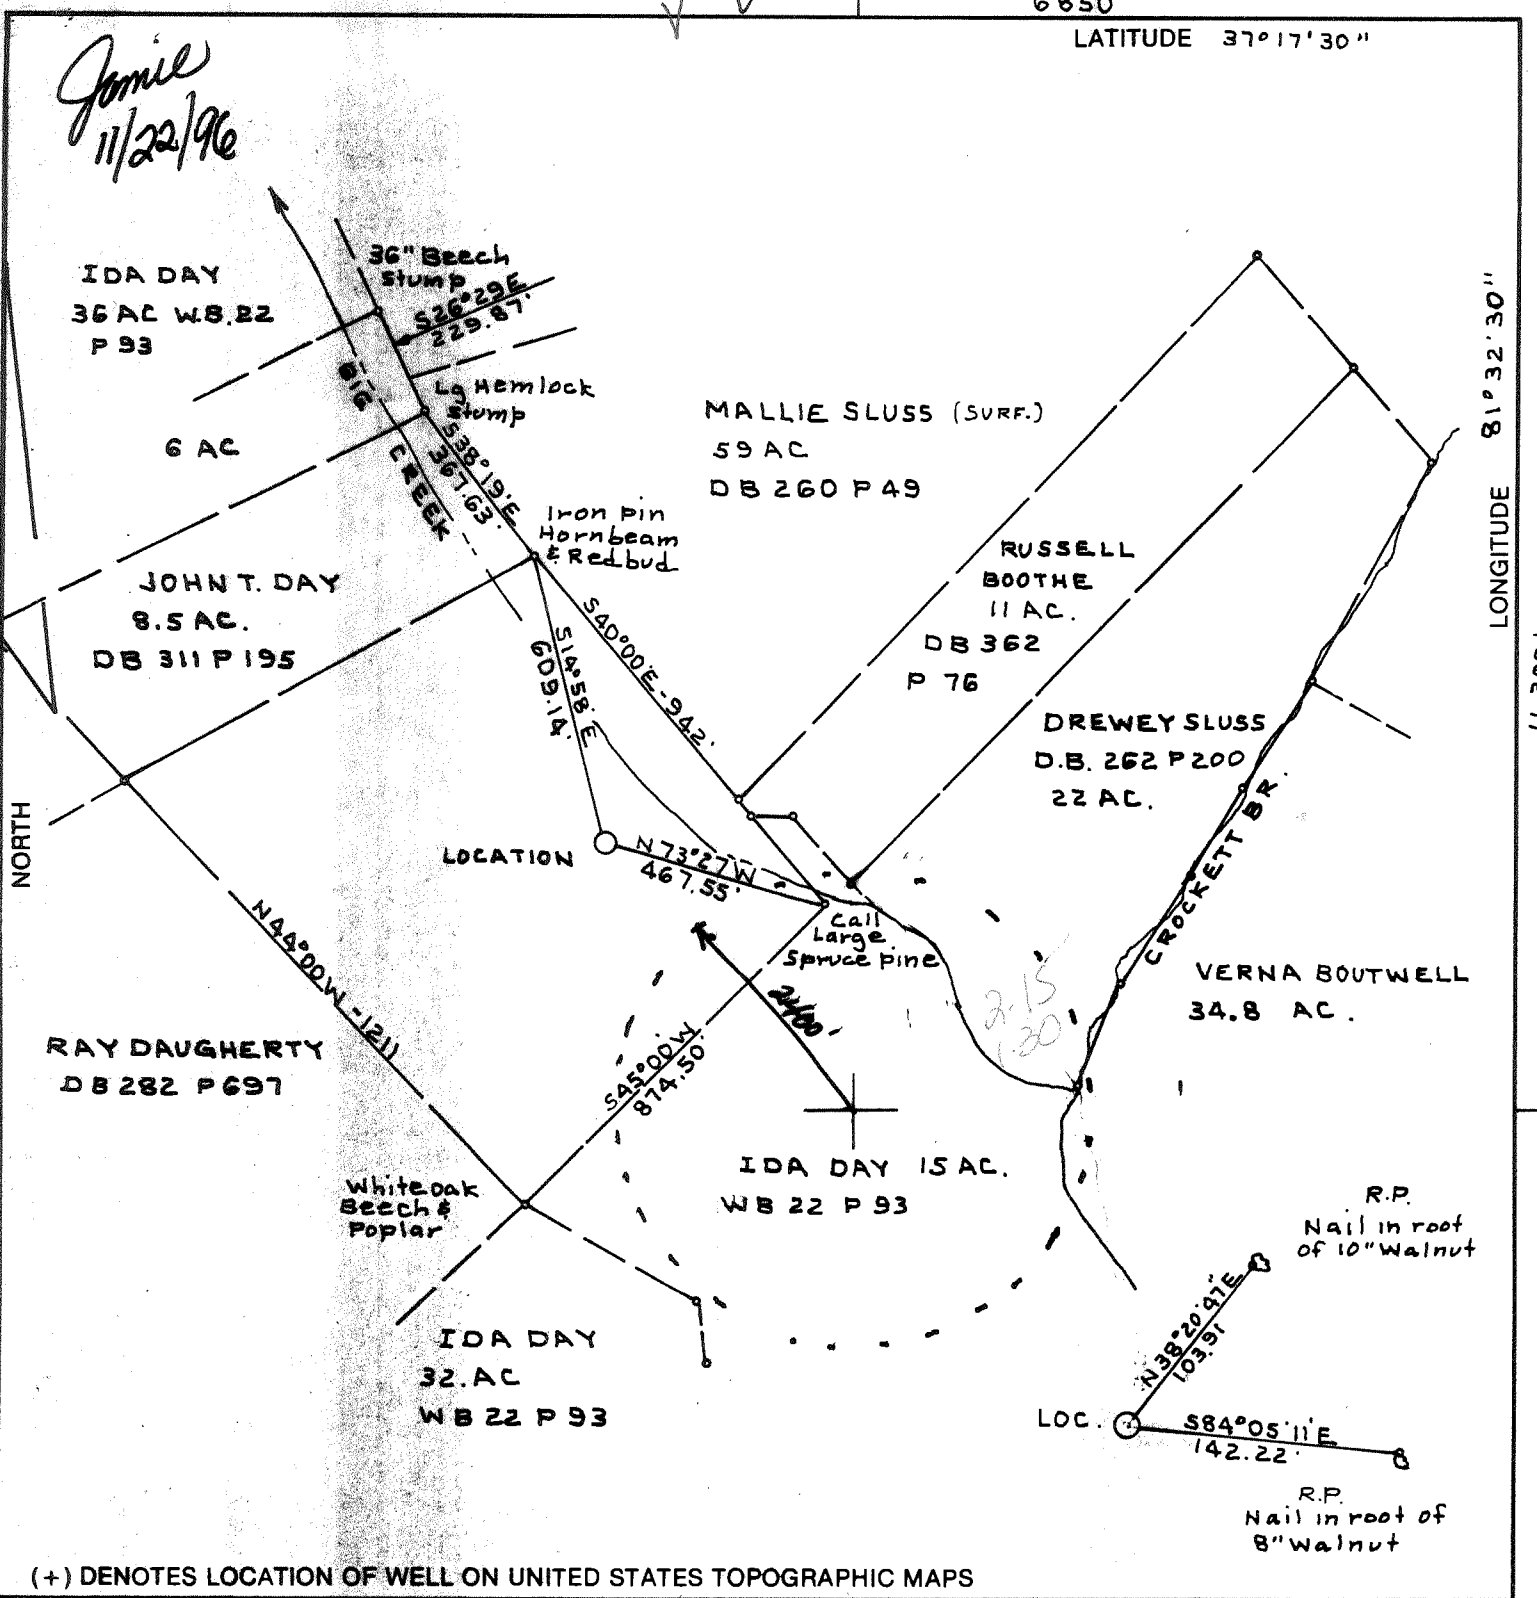 6850
LATITUDE 37°17'30"
Jamie
11/22/96
IDA DAY
36 AC W.B.22
P 93
36" Beech
Stump
S26°29E
229.87'
BIG
CREEK
Lg Hemlock
Stump
6 AC
S38°19'E
367.63'
MALLIE SLUSS (SURF.)
59 AC
DB 260 P 49
LONGITUDE 81°32'30"
Iron pin
Hornbeam
& Redbud
JOHN T. DAY
8.5 AC.
DB 311 P 195
RUSSELL
BOOTHE
11 AC.
DB 362
P 76
S14°58'E
609.14'
S40°00'E-942'
DREWEY SLUSS
D.B. 262 P 200
22 AC.
NORTH
LOCATION
N73°27'W
467.55'
CROCKETT BR.
Call
Large
Spruce pine
N44°00'W-1211
2400'
2.15
VERNA BOUTWELL
34.8 AC.
RAY DAUGHERTY
DB 282 P 697
S45°00'W
874.50'
IDA DAY 15 AC.
WB 22 P 93
White oak
Beech &
Poplar
R.P.
Nail in root
of 10" Walnut
IDA DAY
32. AC
WB 22 P 93
N38°20'47"E
103.91
LOC.
S84°05'11"E
142.22'
R.P.
Nail in root of
8" Walnut
(+) DENOTES LOCATION OF WELL ON UNITED STATES TOPOGRAPHIC MAPS